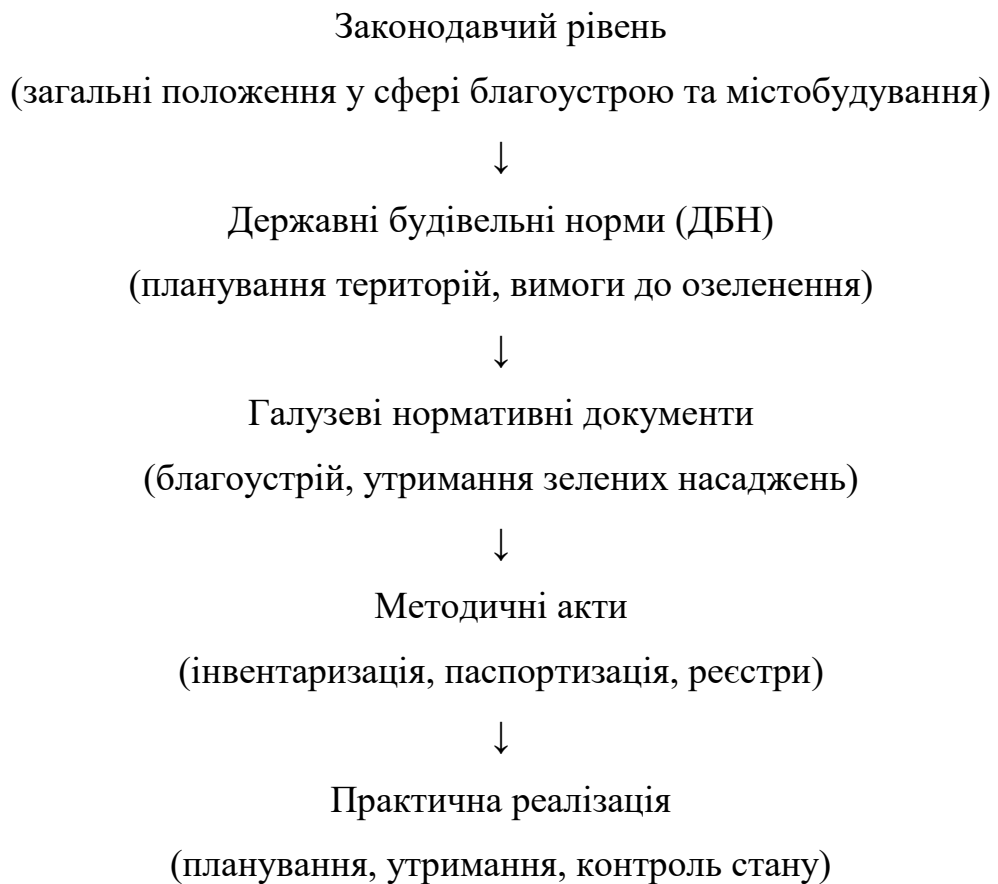 Законодавчий рівень
(загальні положення у сфері благоустрою та містобудування)
↓
Державні будівельні норми (ДБН)
(планування територій, вимоги до озеленення)
↓
Галузеві нормативні документи
(благоустрій, утримання зелених насаджень)
↓
Методичні акти
(інвентаризація, паспортизація, реєстри)
↓
Практична реалізація
(планування, утримання, контроль стану)